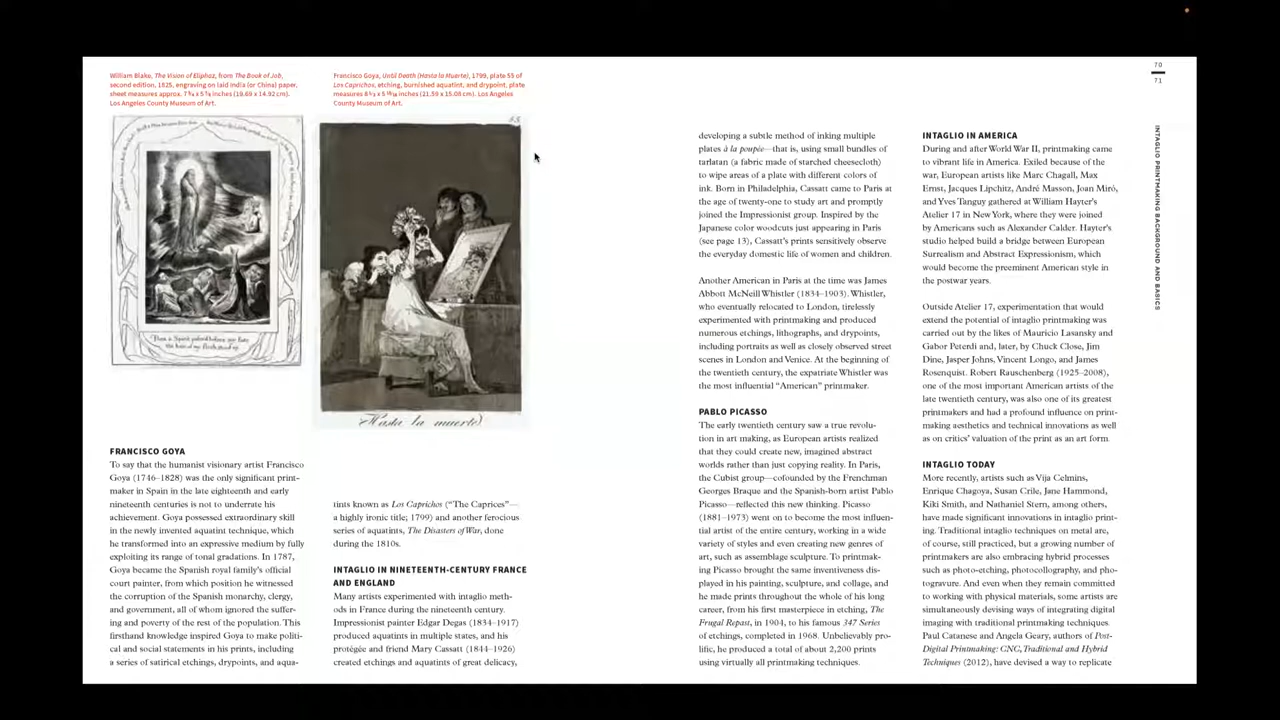 William Blake, The Vision of Eliphaz, from The Book of Job,
second edition, 1825, engraving on laid India (or China) paper,
sheet measures approx. 7¾ x 5⅞ inches (19.69 x 14.92 cm).
Los Angeles County Museum of Art.
Francisco Goya, Until Death (Hasta la Muerte), 1799, plate 55 of
Los Caprichos, etching, burnished aquatint, and drypoint, plate
Los Angeles
County Museum of Art.
55
Hasta la muerte
FRANCISCO GOYA
To say that the humanist visionary artist Francisco
Goya (1746–1828) was the only significant print-
maker in Spain in the late eighteenth and early
nineteenth centuries is not to underrate his
achievement. Goya possessed extraordinary skill
in the newly invented aquatint technique, which
he transformed into an expressive medium by fully
exploiting its range of tonal gradations. In 1787,
Goya became the Spanish royal family's official
court painter, from which position he witnessed
the corruption of the Spanish monarchy, clergy,
and government, all of whom ignored the suffer-
ing and poverty of the rest of the population. This
firsthand knowledge inspired Goya to make politi-
cal and social statements in his prints, including
a series of satirical etchings, drypoints, and aqua-
tints known as Los Caprichos ("The Caprices"—
a highly ironic title; 1799) and another ferocious
series of aquatints, The Disasters of War, done
during the 1810s.
INTAGLIO IN NINETEENTH-CENTURY FRANCE
AND ENGLAND
Many artists experimented with intaglio meth-
ods in France during the nineteenth century.
Impressionist painter Edgar Degas (1834–1917)
produced aquatints in multiple states, and his
protégée and friend Mary Cassatt (1844–1926)
created etchings and aquatints of great delicacy,
developing a subtle method of inking multiple
plates à la poupée—that is, using small bundles of
tarlatan (a fabric made of starched cheesecloth)
to wipe areas of a plate with different colors of
ink. Born in Philadelphia, Cassatt came to Paris at
the age of twenty-one to study art and promptly
joined the Impressionist group. Inspired by the
Japanese color woodcuts just appearing in Paris
(see page 13), Cassatt's prints sensitively observe
the everyday domestic life of women and children.
Another American in Paris at the time was James
Abbott McNeill Whistler (1834–1903). Whistler,
who eventually relocated to London, tirelessly
experimented with printmaking and produced
numerous etchings, lithographs, and drypoints,
including portraits as well as closely observed street
scenes in London and Venice. At the beginning of
the twentieth century, the expatriate Whistler was
the most influential "American" printmaker.
PABLO PICASSO
The early twentieth century saw a true revolu-
tion in art making, as European artists realized
that they could create new, imagined abstract
worlds rather than just copying reality. In Paris,
the Cubist group—cofounded by the Frenchman
Georges Braque and the Spanish-born artist Pablo
Picasso—reflected this new thinking. Picasso
(1881–1973) went on to become the most influen-
tial artist of the entire century, working in a wide
variety of styles and even creating new genres of
art, such as assemblage sculpture. To printmak-
ing Picasso brought the same inventiveness dis-
played in his painting, sculpture, and collage, and
he made prints throughout the whole of his long
career, from his first masterpiece in etching, The
Frugal Repast, in 1904, to his famous 347 Series
of etchings, completed in 1968. Unbelievably pro-
lific, he produced a total of about 2,200 prints
using virtually all printmaking techniques.
INTAGLIO IN AMERICA
During and after World War II, printmaking came
to vibrant life in America. Exiled because of the
war, European artists like Marc Chagall, Max
Ernst, Jacques Lipchitz, André Masson, Joan Miró,
and Yves Tanguy gathered at William Hayter's
Atelier 17 in New York, where they were joined
by Americans such as Alexander Calder. Hayter's
studio helped build a bridge between European
Surrealism and Abstract Expressionism, which
would become the preeminent American style in
the postwar years.
Outside Atelier 17, experimentation that would
extend the potential of intaglio printmaking was
carried out by the likes of Mauricio Lasansky and
Gabor Peterdi and, later, by Chuck Close, Jim
Dine, Jasper Johns, Vincent Longo, and James
Rosenquist. Robert Rauschenberg (1925–2008),
one of the most important American artists of the
late twentieth century, was also one of its greatest
printmakers and had a profound influence on print-
making aesthetics and technical innovations as well
as on critics' valuation of the print as an art form.
INTAGLIO TODAY
More recently, artists such as Vija Celmins,
Enrique Chagoya, Susan Crile, Jane Hammond,
Kiki Smith, and Nathaniel Stern, among others,
have made significant innovations in intaglio print-
ing. Traditional intaglio techniques on metal are,
of course, still practiced, but a growing number of
printmakers are also embracing hybrid processes
such as photo-etching, photocollography, and pho-
togravure. And even when they remained committed
to working with physical materials, some artists are
simultaneously devising ways of integrating digital
imaging with traditional printmaking techniques.
Paul Catanese and Angela Geary, authors of Post-
Digital Printmaking: CNC, Traditional and Hybrid
Techniques (2012), have devised a way to replicate
70
71
INTAGLIO PRINTMAKING BACKGROUND AND BASICS